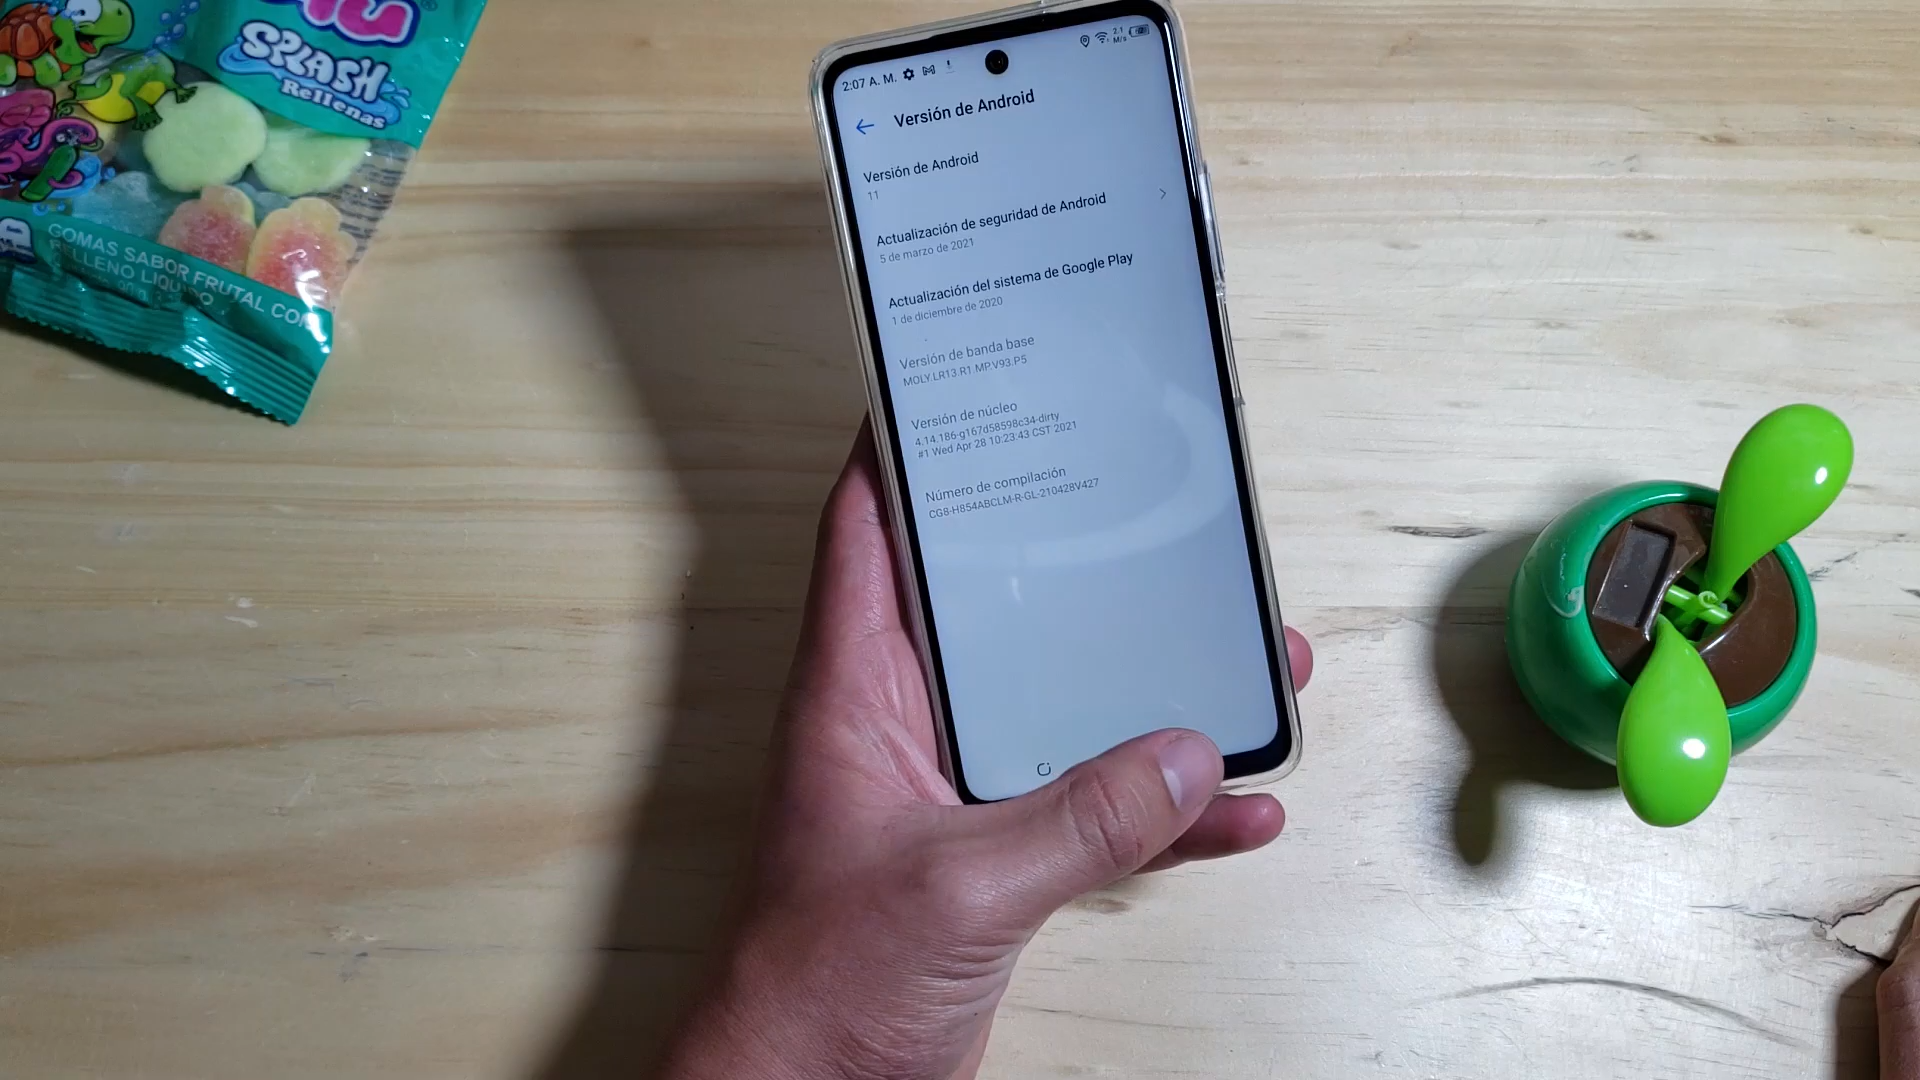 SPLASH
Rellenas
GOMAS SABOR FRUTAL CON
RELLENO LIQUIDO
2:07 A. M.
2.1
M/s
Versión de Android
Versión de Android
11
Actualización de seguridad de Android
5 de marzo de 2021
Actualización del sistema de Google Play
1 de diciembre de 2020
Versión de banda base
MOLY.LR13.R1.MP.V93.P5
Versión de núcleo
4.14.186-g167d58598c34-dirty
#1 Wed Apr 28 10:23:43 CST 2021
Número de compilación
CG8-H854ABCLM-R-GL-210428V427